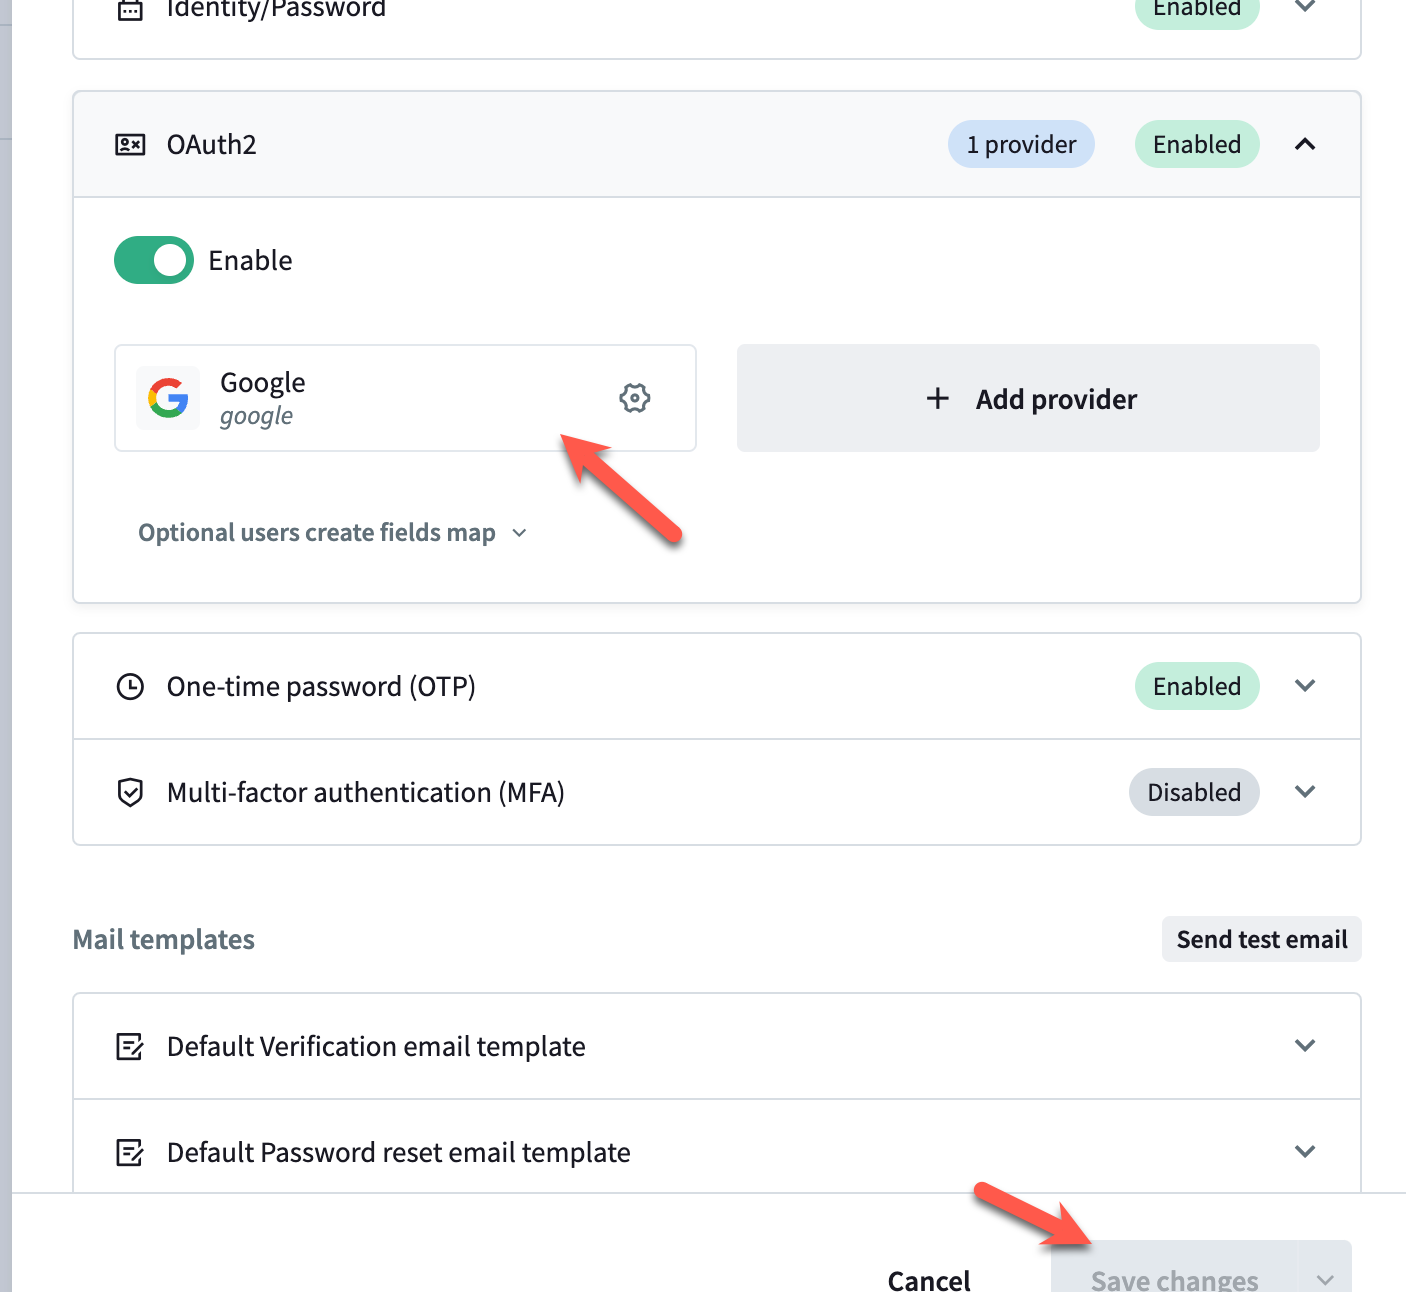 Identity/Password
Enabled
OAuth2
1 provider
Enabled
Enable
Google
google
+ Add provider
Optional users create fields map
One-time password (OTP)
Enabled
Multi-factor authentication (MFA)
Disabled
Mail templates
Send test email
Default Verification email template
Default Password reset email template
Cancel
Save changes